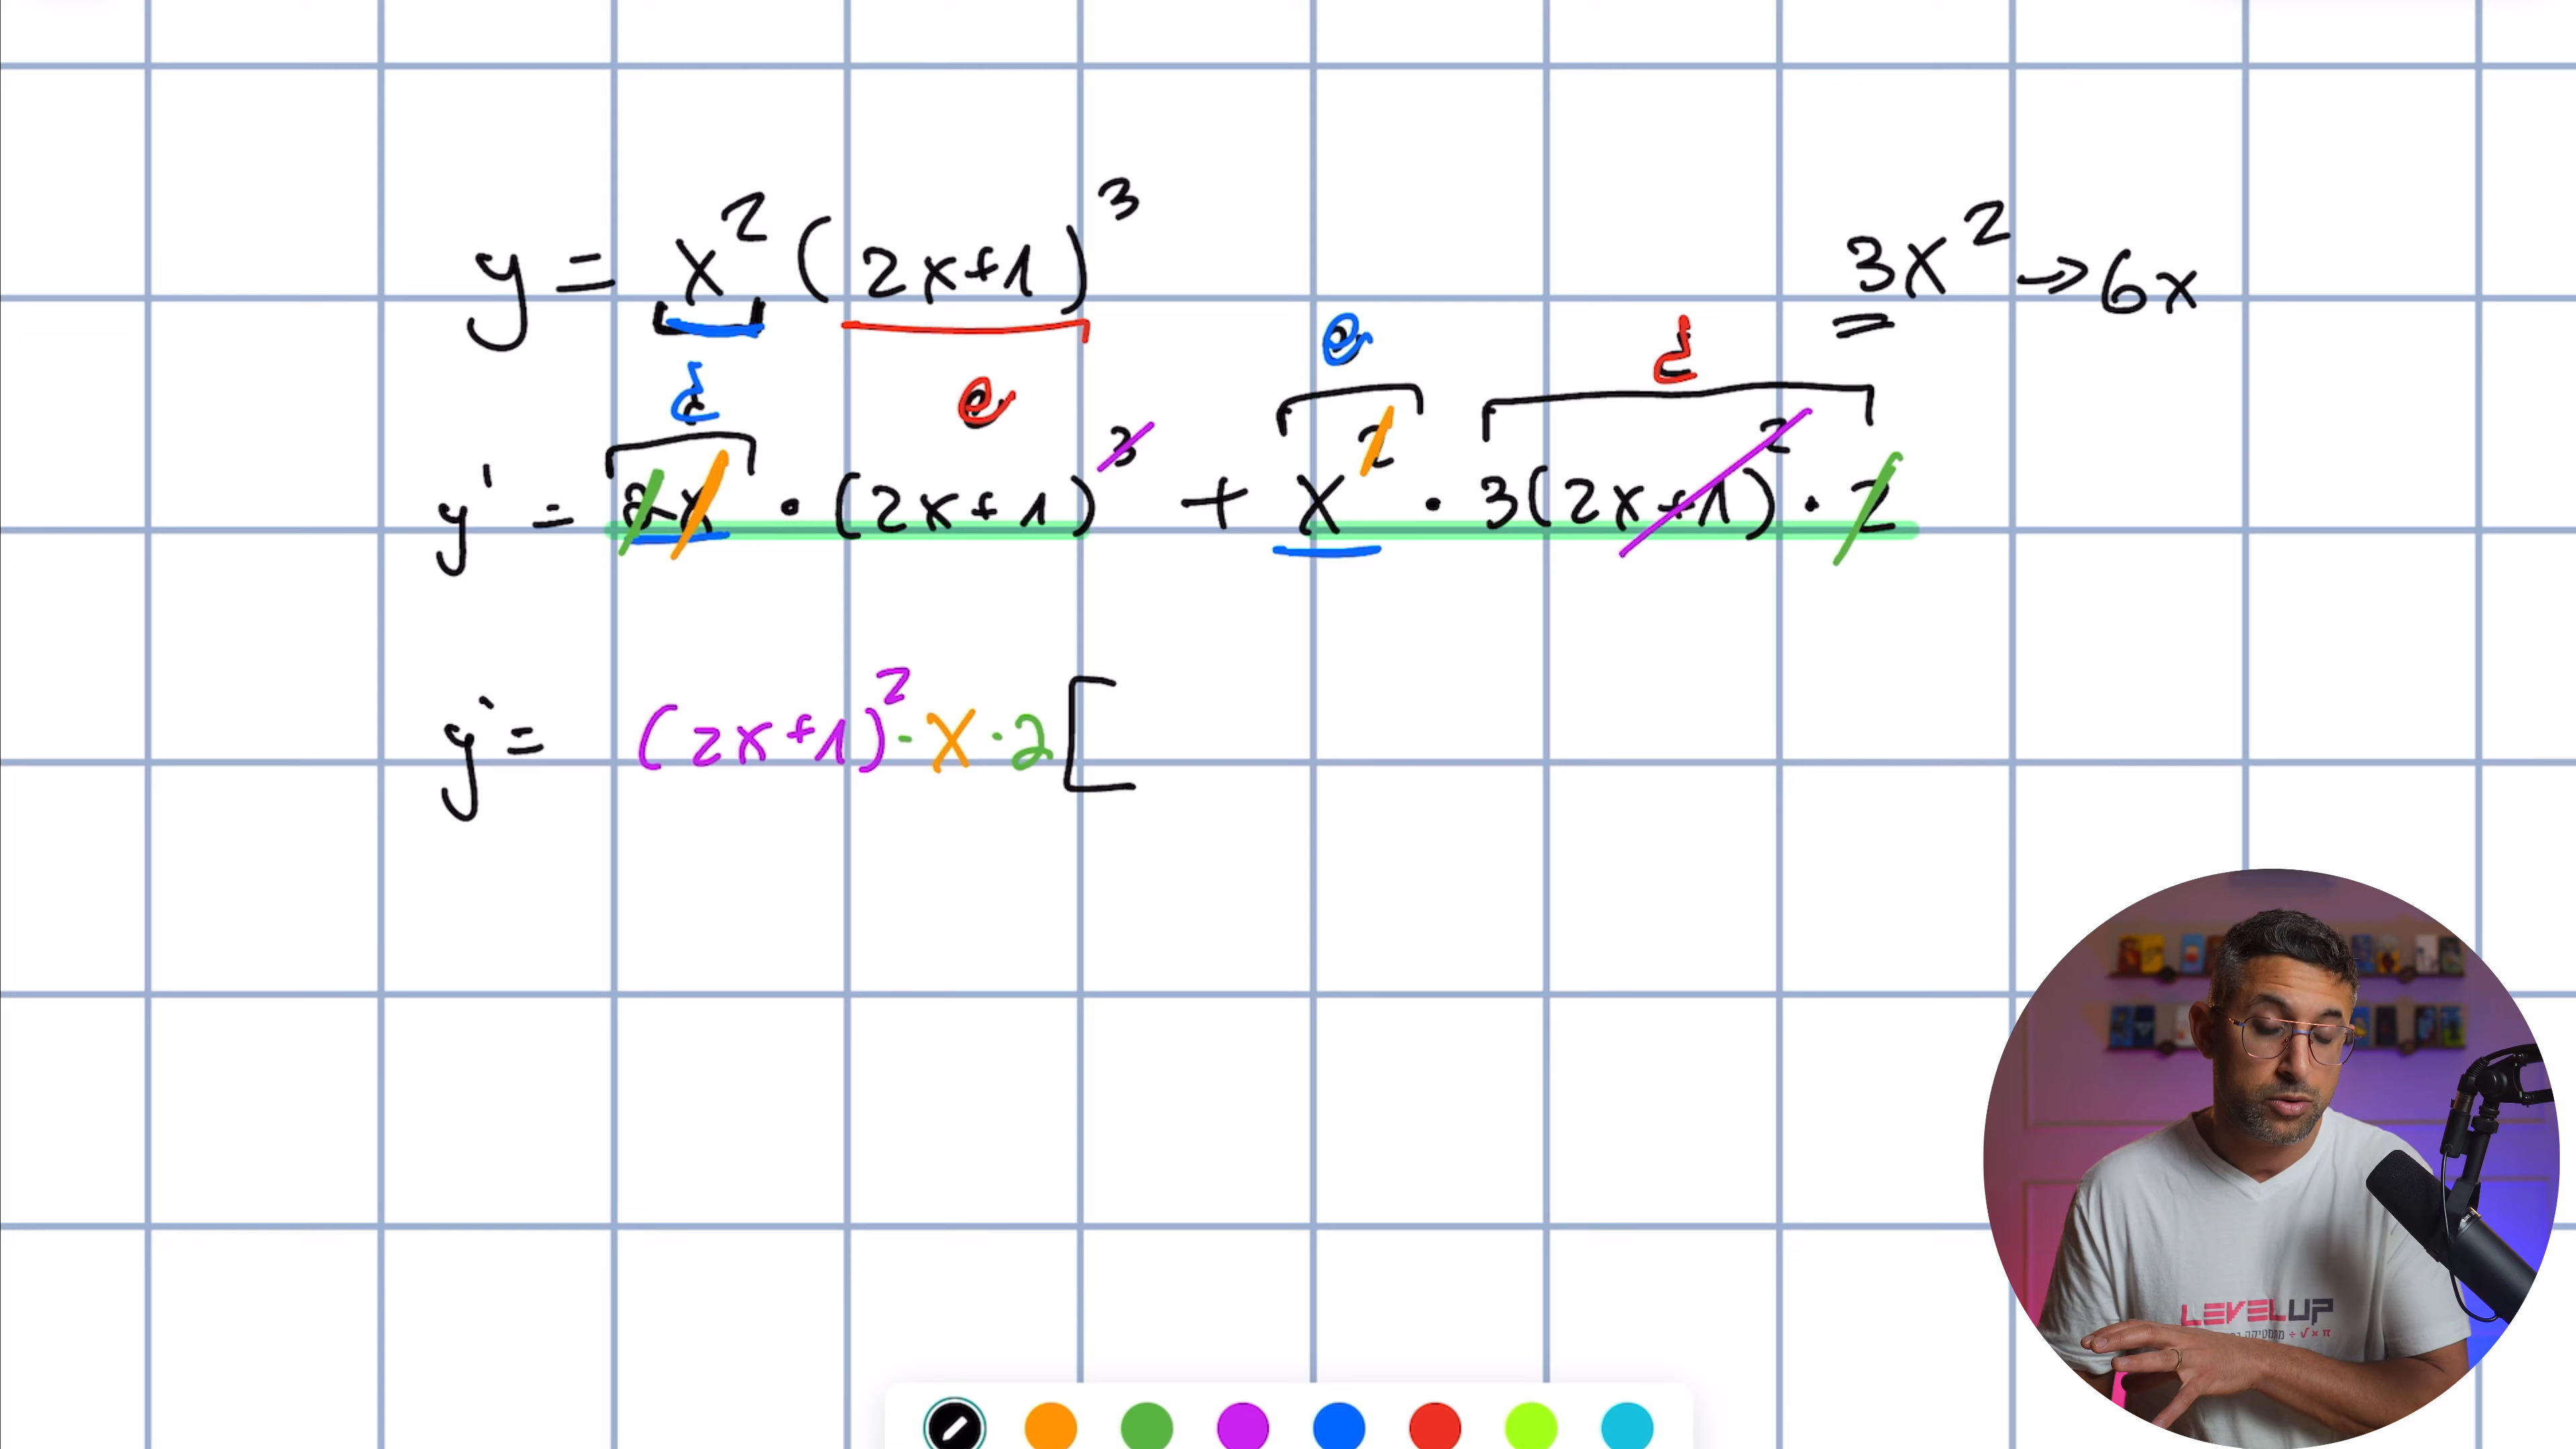 y = x² (2x+1)³
3x² → 6x
d e e d
y' = 2x · (2x+1)³ + x² · 3(2x+1)² · 2
y' = (2x+1)² · x · 2 [
LEVELUP
÷ √ × π